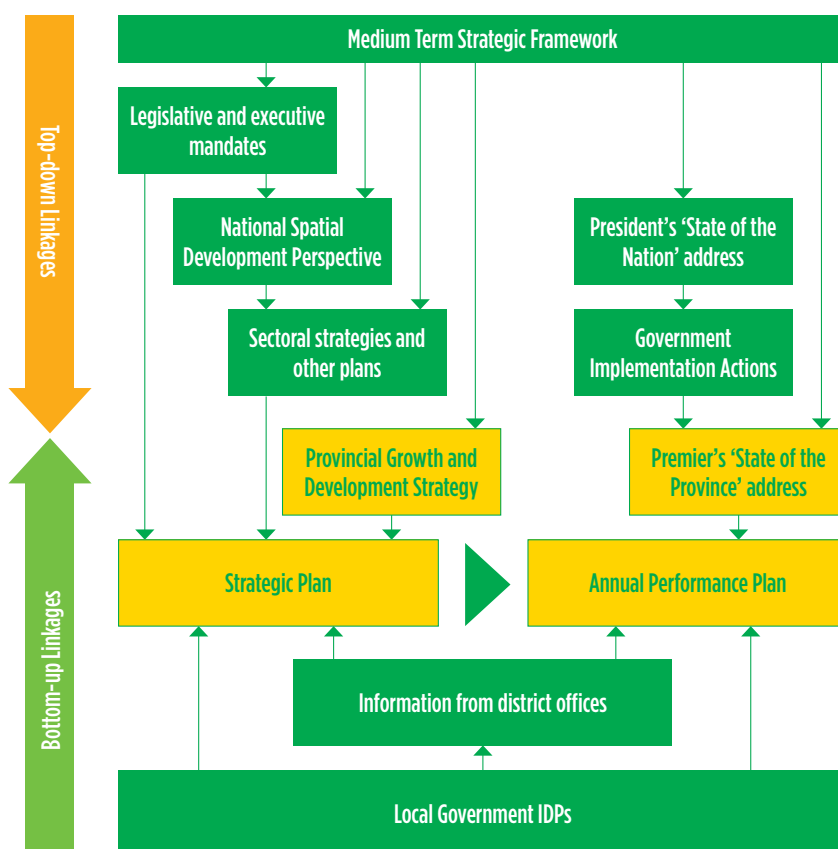 Medium Term Strategic Framework
Legislative and executive
mandates
National Spatial
Development Perspective
President's 'State of the
Nation' address
Sectoral strategies and
other plans
Government
Implementation Actions
Provincial Growth and
Development Strategy
Premier's 'State of the
Province' address
Strategic Plan
Annual Performance Plan
Information from district offices
Local Government IDPs
Top-down Linkages
Bottom-up Linkages